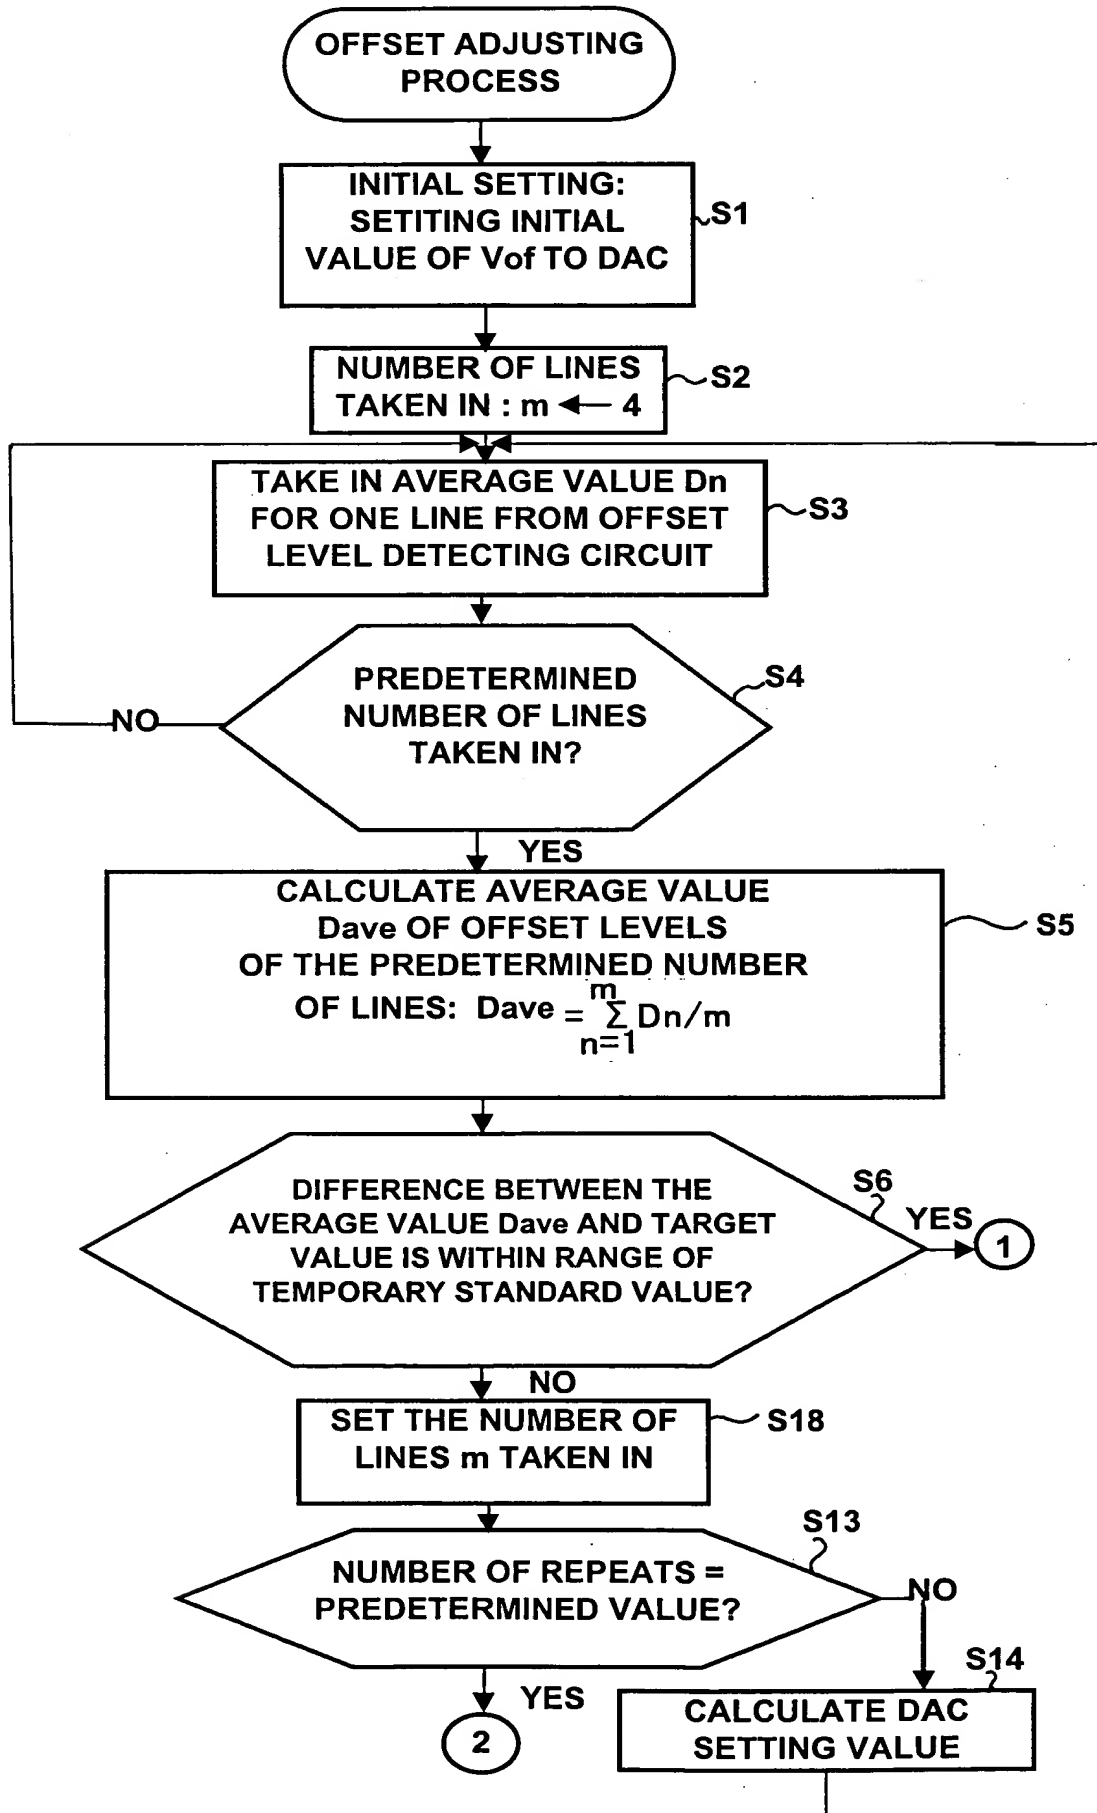 OFFSET ADJUSTING
PROCESS
INITIAL SETTING:
SETITING INITIAL
VALUE OF Vof TO DAC
S1
NUMBER OF LINES
TAKEN IN : m ← 4
S2
TAKE IN AVERAGE VALUE Dn
FOR ONE LINE FROM OFFSET
LEVEL DETECTING CIRCUIT
S3
PREDETERMINED
NUMBER OF LINES
TAKEN IN?
S4
NO
YES
CALCULATE AVERAGE VALUE
Dave OF OFFSET LEVELS
OF THE PREDETERMINED NUMBER
OF LINES: Dave = m Σ n=1 Dn/m
S5
DIFFERENCE BETWEEN THE
AVERAGE VALUE Dave AND TARGET
VALUE IS WITHIN RANGE OF
TEMPORARY STANDARD VALUE?
S6
YES
1
NO
SET THE NUMBER OF
LINES m TAKEN IN
S18
NUMBER OF REPEATS =
PREDETERMINED VALUE?
S13
NO
YES
2
S14
CALCULATE DAC
SETTING VALUE